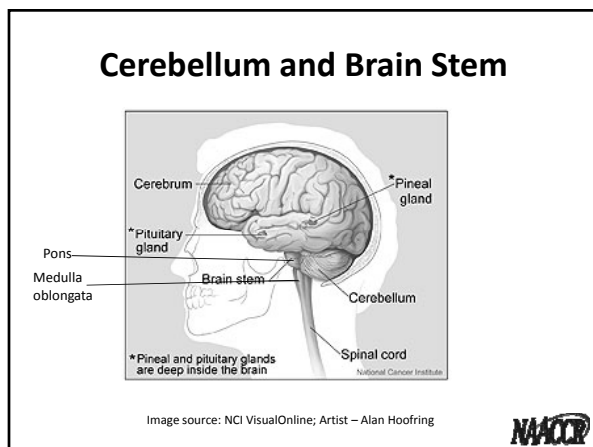 Cerebellum and Brain Stem
Cerebrum
*Pineal
gland
*Pituitary
gland
Pons
Medulla
oblongata
Brain stem
Cerebellum
Spinal cord
*Pineal and pituitary glands
are deep inside the brain
National Cancer Institute
Image source: NCI VisualOnline; Artist – Alan Hoofring
NAACCR